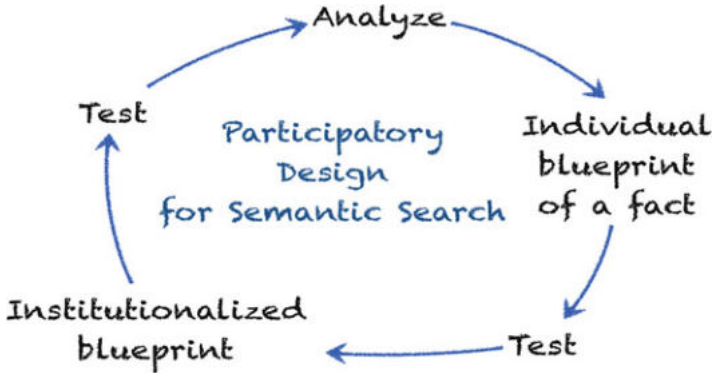 Analyze
Test
Individual
blueprint
of a fact
Participatory
Design
for Semantic Search
Institutionalized
blueprint
Test